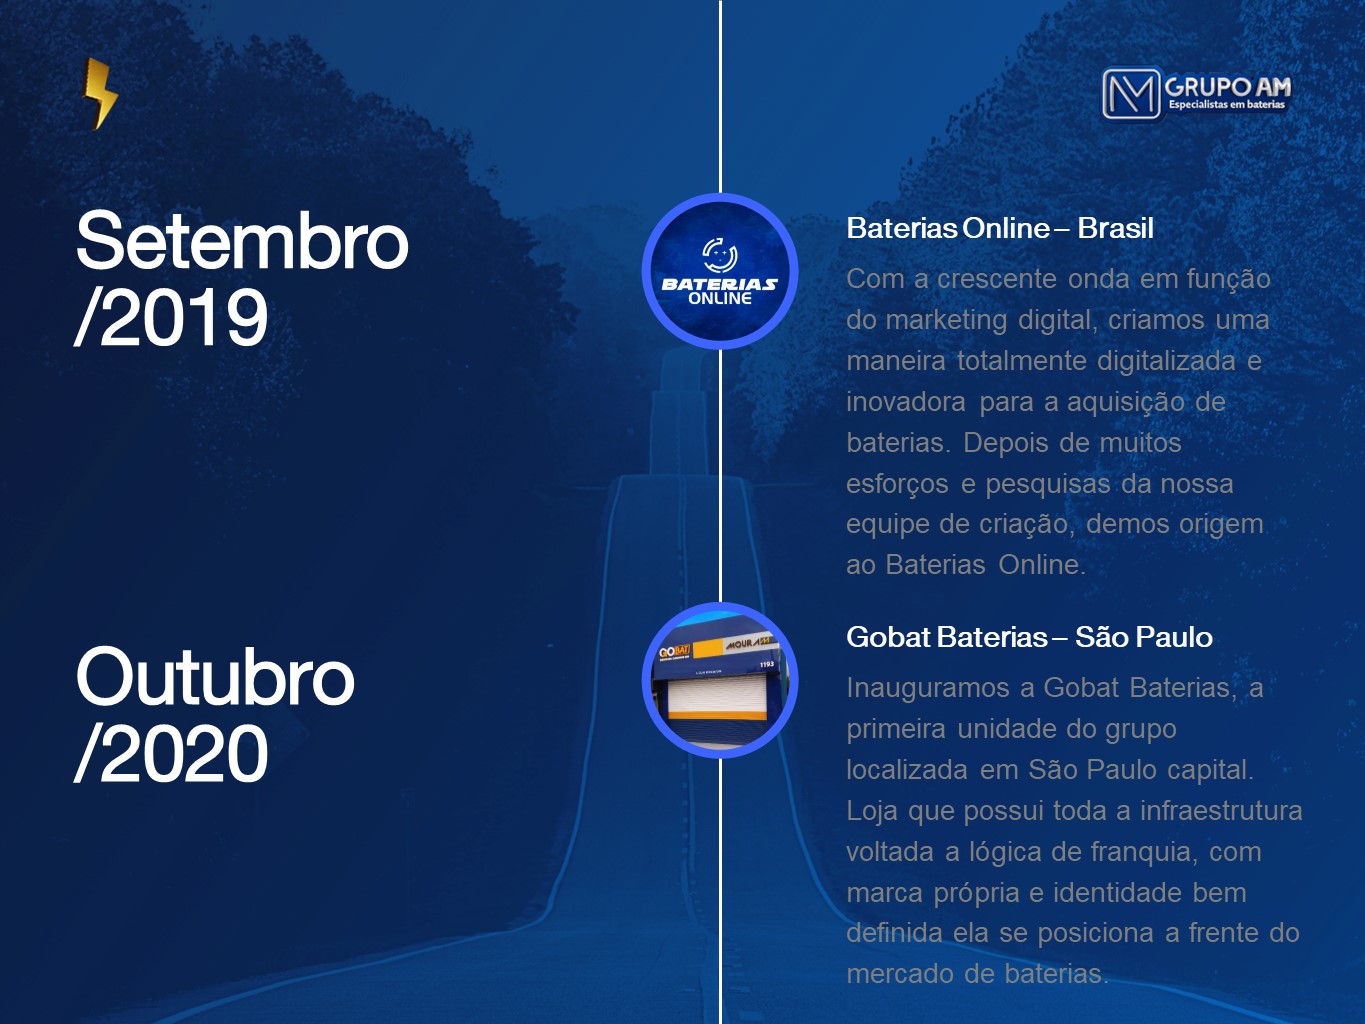 GRUPO AM
Especialistas em baterias
Setembro
/2019
BATERIAS
ONLINE
Baterias Online – Brasil
Com a crescente onda em função
do marketing digital, criamos uma
maneira totalmente digitalizada e
inovadora para a aquisição de
baterias. Depois de muitos
esforços e pesquisas da nossa
equipe de criação, demos origem
ao Baterias Online.
Outubro
/2020
GOBAT
MOURA
1193
Gobat Baterias – São Paulo
Inauguramos a Gobat Baterias, a
primeira unidade do grupo
localizada em São Paulo capital.
Loja que possui toda a infraestrutura
voltada a lógica de franquia, com
marca própria e identidade bem
definida ela se posiciona a frente do
mercado de baterias.